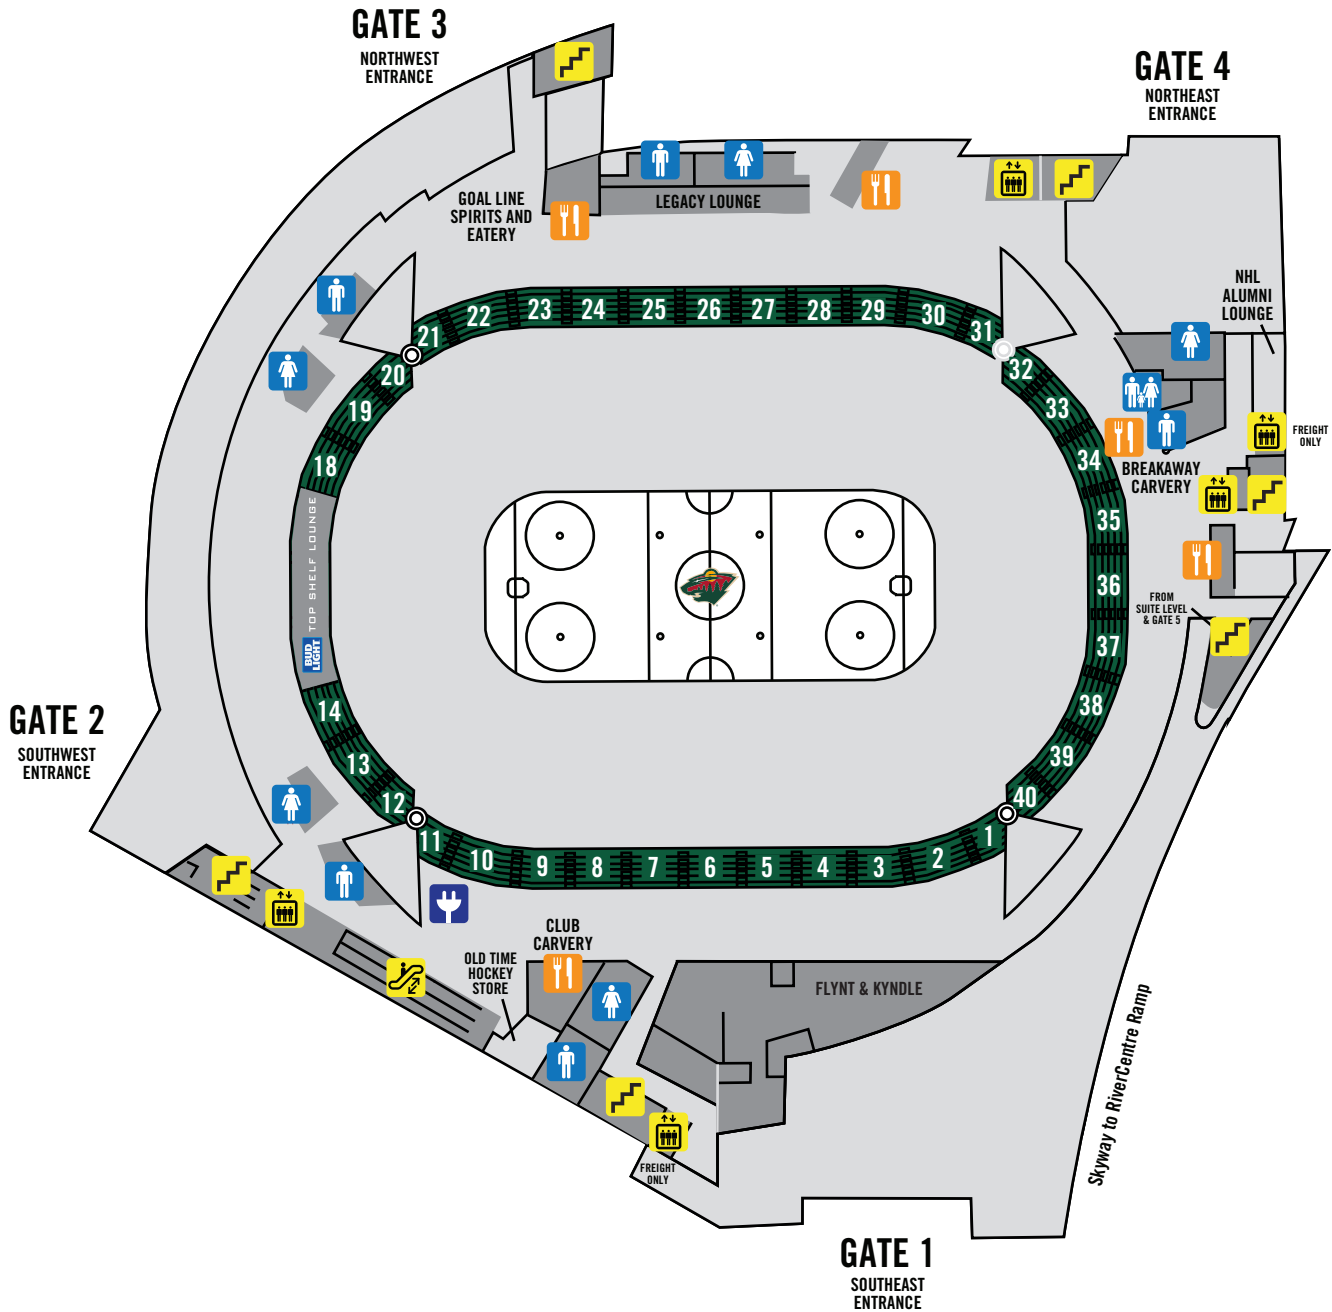 GATE 3
NORTHWEST
ENTRANCE
GATE 4
NORTHEAST
ENTRANCE
GOAL LINE
SPIRITS AND
EATERY
LEGACY LOUNGE
NHL
ALUMNI
LOUNGE
21
22
23
24
25
26
27
28
29
30
31
20
32
19
33
18
34
FREIGHT
ONLY
BREAKAWAY
CARVERY
TOP SHELF LOUNGE
BUD
LIGHT
35
36
FROM
SUITE LEVEL
& GATE 5
37
14
38
GATE 2
SOUTHWEST
ENTRANCE
13
39
12
40
11
10
9
8
7
6
5
4
3
2
1
CLUB
CARVERY
OLD TIME
HOCKEY
STORE
FLYNT & KYNDLE
Skyway to RiverCentre Ramp
FREIGHT
ONLY
GATE 1
SOUTHEAST
ENTRANCE